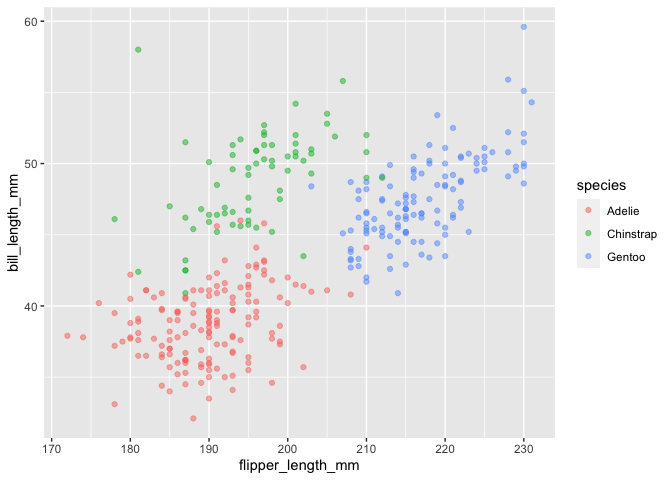 60
50
40
170
180
190
200
210
220
230
flipper_length_mm
bill_length_mm
species
Adelie
Chinstrap
Gentoo